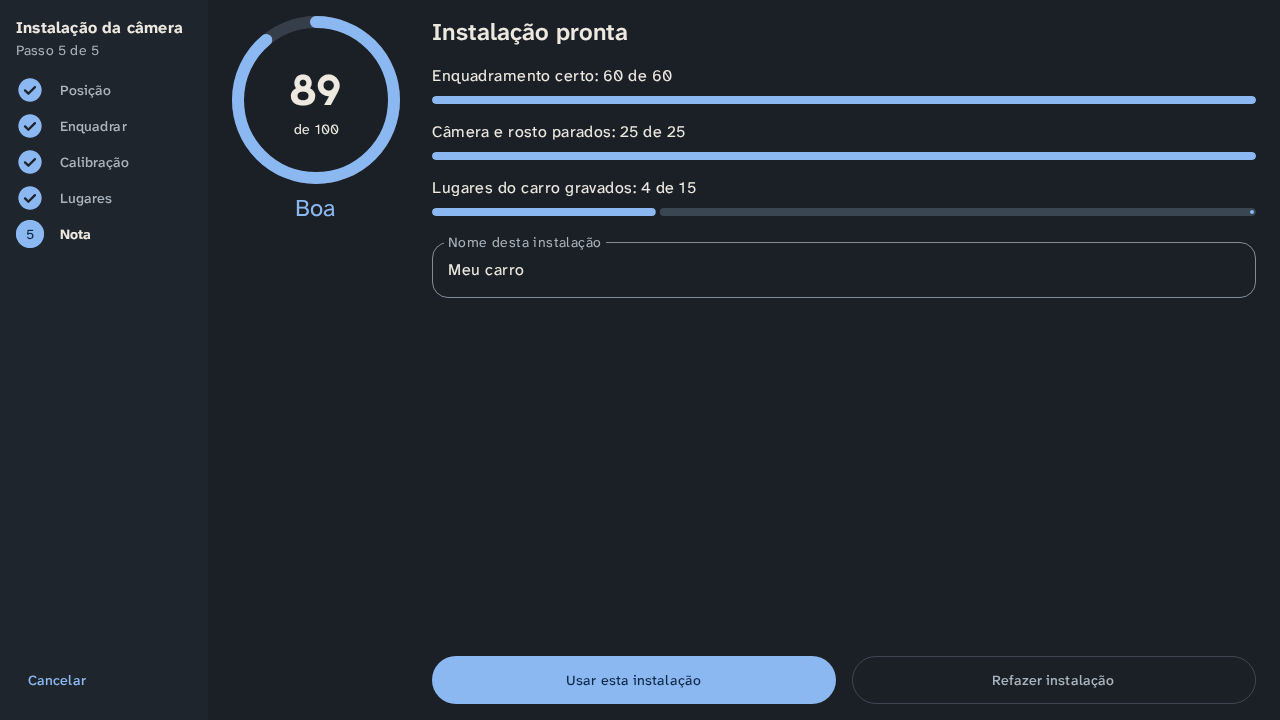 Instalação da câmera
Passo 5 de 5
Posição
Enquadrar
Calibração
Lugares
5 Nota
Cancelar
89
de 100
Boa
Instalação pronta
Enquadramento certo: 60 de 60
Câmera e rosto parados: 25 de 25
Lugares do carro gravados: 4 de 15
Nome desta instalação
Meu carro
Usar esta instalação
Refazer instalação